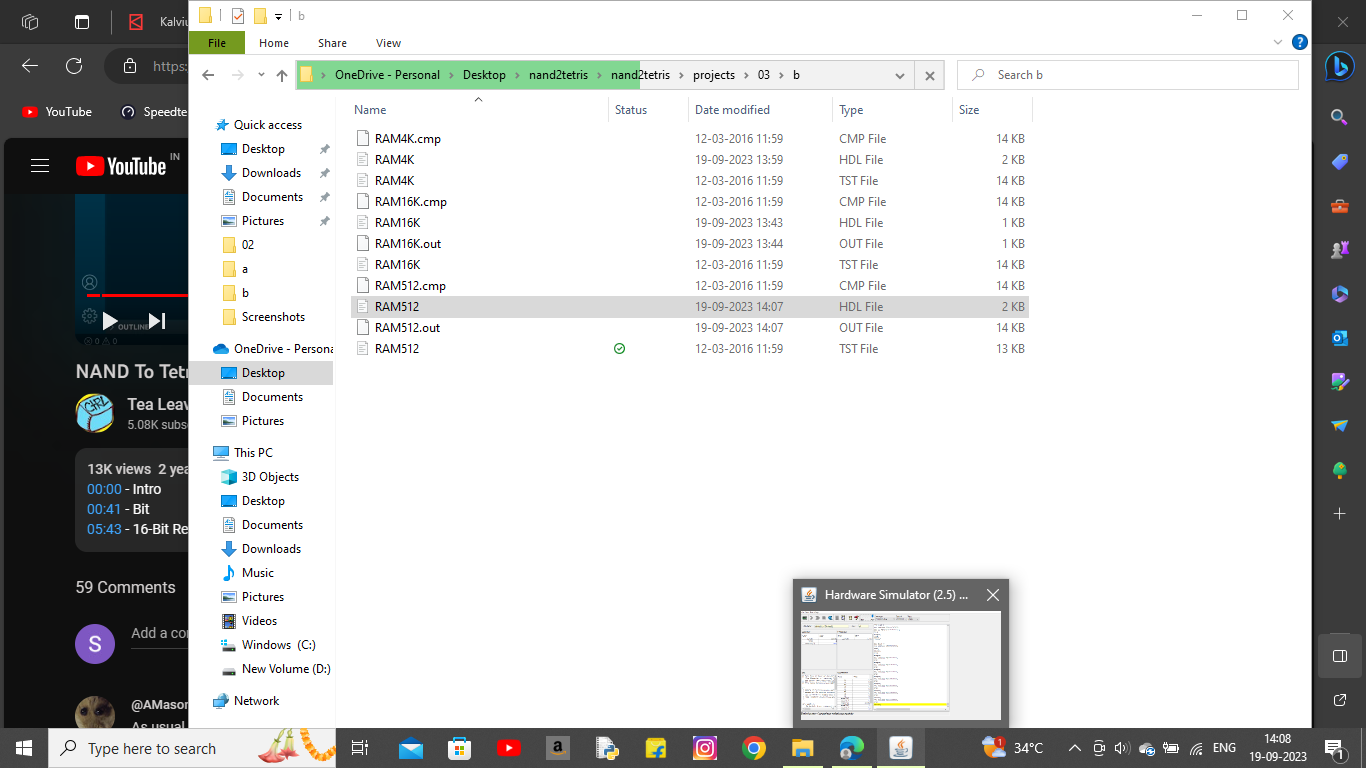 Kalviu
b
File
Home
Share
View
https:
OneDrive - Personal
Desktop
nand2tetris
nand2tetris
projects
03
b
Search b
YouTube
Speedte
YouTube IN
Name
Status
Date modified
Type
Size
RAM4K.cmp 12-03-2016 11:59 CMP File 14 KB
RAM4K 19-09-2023 13:59 HDL File 2 KB
RAM4K 12-03-2016 11:59 TST File 14 KB
RAM16K.cmp 12-03-2016 11:59 CMP File 14 KB
RAM16K 19-09-2023 13:43 HDL File 1 KB
RAM16K.out 19-09-2023 13:44 OUT File 1 KB
RAM16K 12-03-2016 11:59 TST File 14 KB
RAM512.cmp 12-03-2016 11:59 CMP File 14 KB
RAM512 19-09-2023 14:07 HDL File 2 KB
RAM512.out 19-09-2023 14:07 OUT File 14 KB
RAM512 12-03-2016 11:59 TST File 13 KB
Quick access
Desktop
Downloads
Documents
Pictures
02
a
b
Screenshots
OneDrive - Persona
Desktop
Documents
Pictures
This PC
3D Objects
Desktop
Documents
Downloads
Music
Pictures
Videos
Windows (C:)
New Volume (D:)
Network
OUTLINE
0 0
NAND To Tetr
Tea Leav
5.08K subs
13K views 2 yea
00:00 - Intro
00:41 - Bit
05:43 - 16-Bit Re
59 Comments
S
Add a co
@AMason
As usual
Hardware Simulator (2.5) ...
Type here to search
1
34°C
ENG
14:08
19-09-2023
1